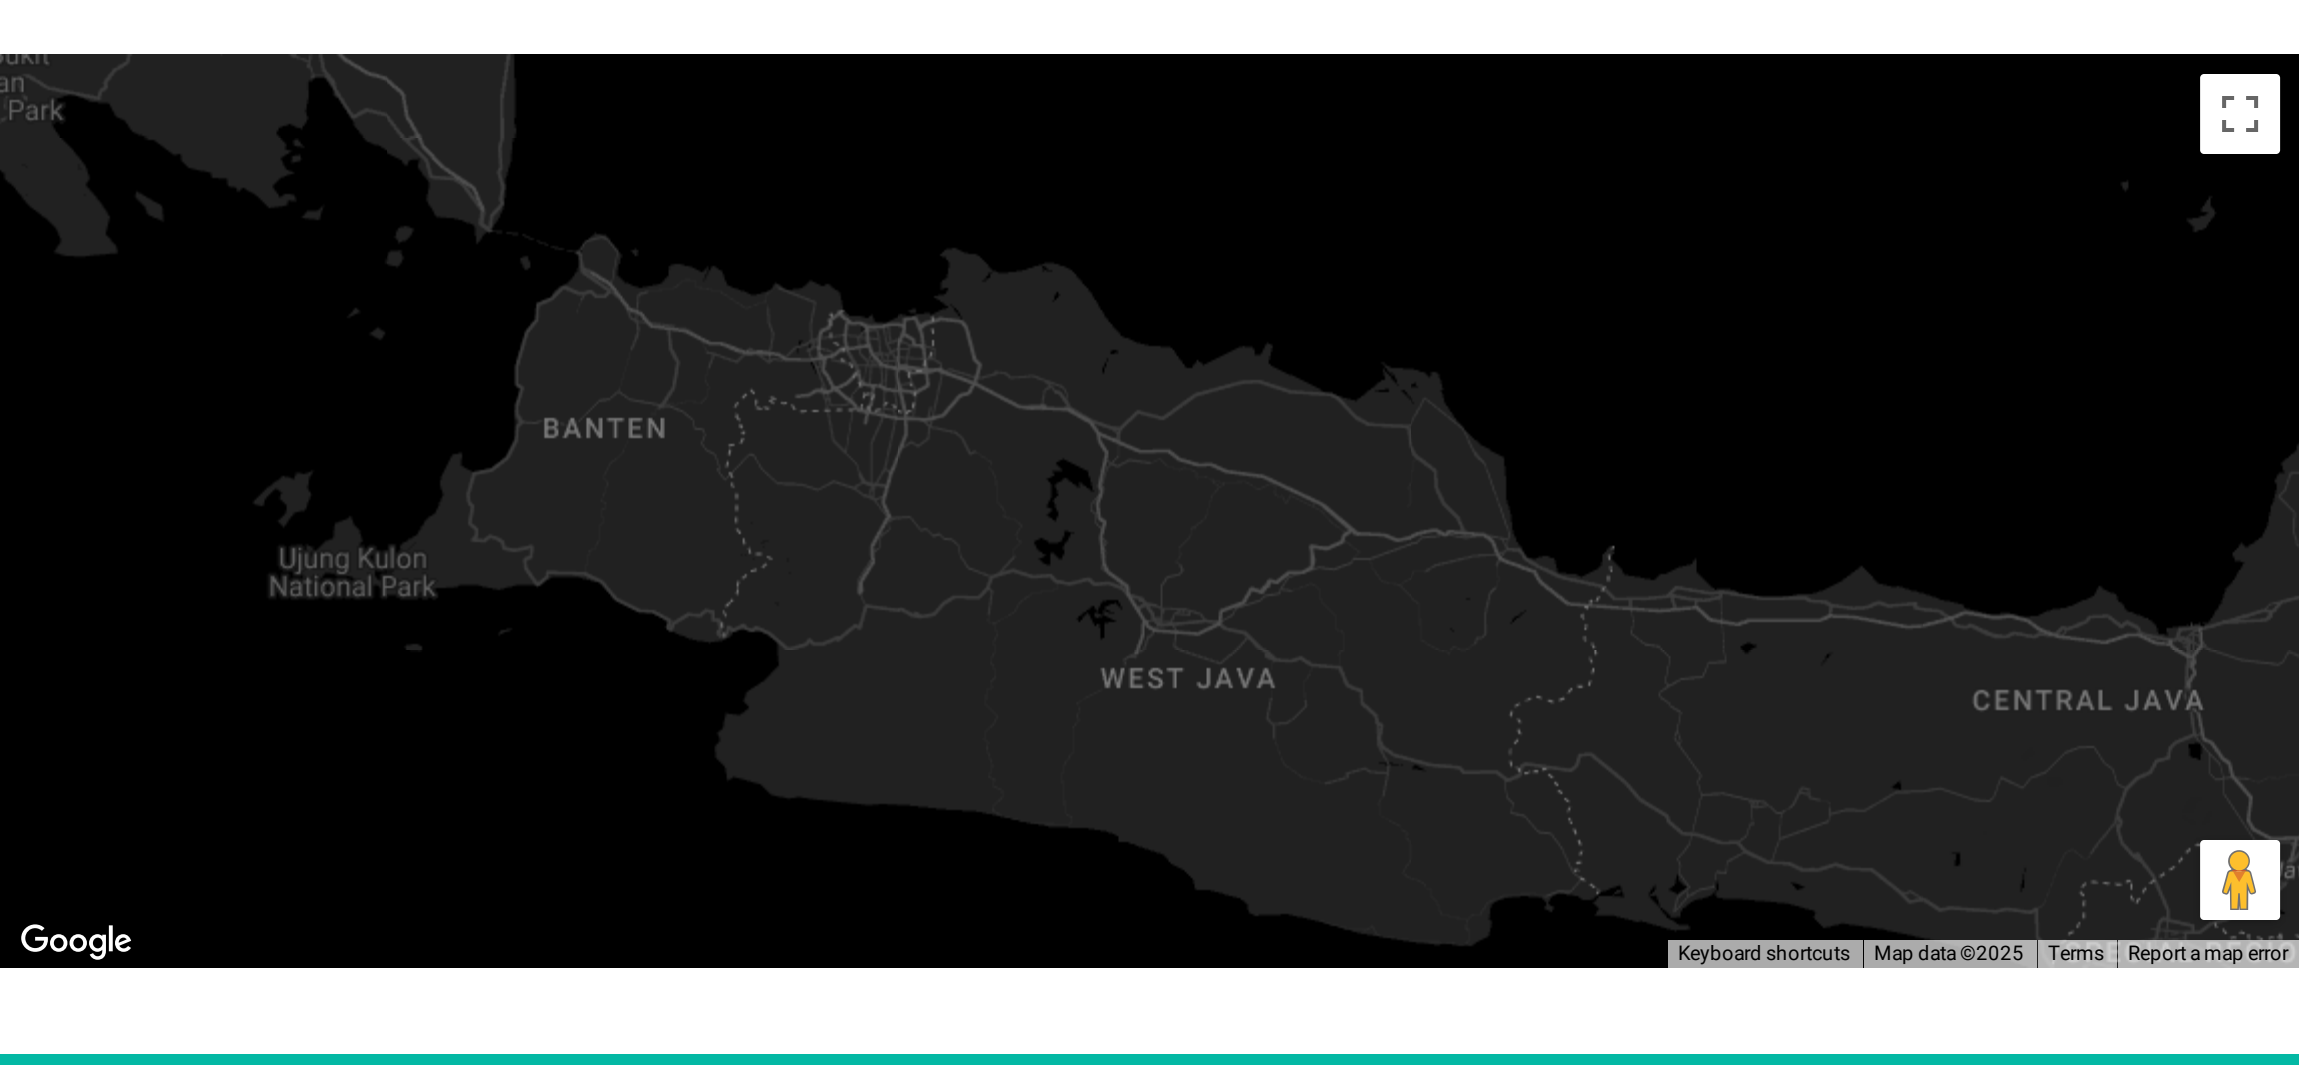 an
Park
BANTEN
Ujung Kulon
National Park
WEST JAVA
CENTRAL JAVA
Google
Keyboard shortcuts
Map data ©2025
Terms
Report a map error